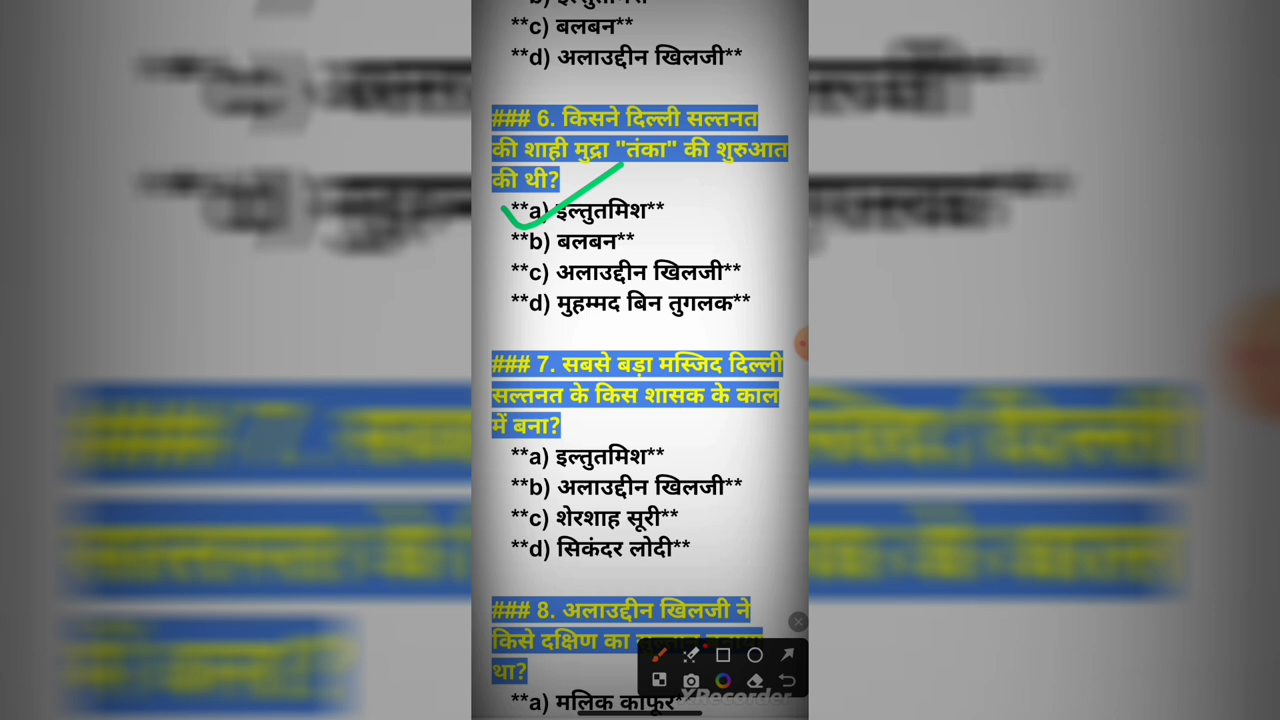 **c) बलबन**
**d) अलाउद्दीन खिलजी**
### 6. किसने दिल्ली सल्तनत
की शाही मुद्रा "तंका" की शुरुआत
की थी?
**a) इल्तुतमिश**
**b) बलबन**
**c) अलाउद्दीन खिलजी**
**d) मुहम्मद बिन तुगलक**
### 7. सबसे बड़ा मस्जिद दिल्ली
सल्तनत के किस शासक के काल
में बना?
**a) इल्तुतमिश**
**b) अलाउद्दीन खिलजी**
**c) शेरशाह सूरी**
**d) सिकंदर लोदी**
### 8. अलाउद्दीन खिलजी ने
किसे दक्षिण का
था?
**a) मलिक काफूर**
XRecorder